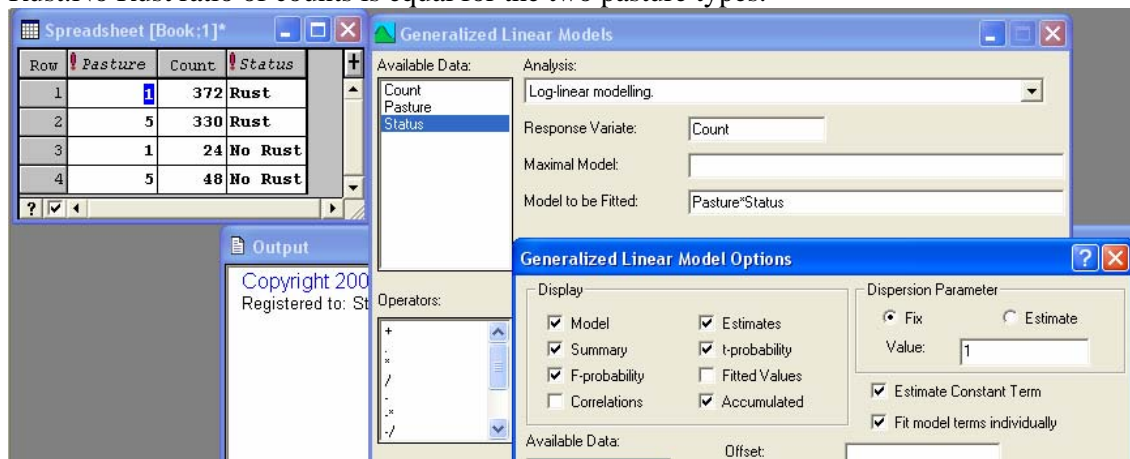 Rust:No Rust ratio of counts is equal for the two pasture types.
Spreadsheet [Book;1]*
Row Pasture Count Status
1 1 372 Rust
2 5 330 Rust
3 1 24 No Rust
4 5 48 No Rust
Output
Copyright 200
Registered to: St
Generalized Linear Models
Available Data:
Count
Pasture
Status
Operators:
+
.
*
/
-
.*
-/
Analysis:
Log-linear modelling.
Response Variate: Count
Maximal Model:
Model to be Fitted: Pasture*Status
Generalized Linear Model Options
Display
Model Estimates
Summary t-probability
F-probability Fitted Values
Correlations Accumulated
Dispersion Parameter
Fix Estimate
Value: 1
Estimate Constant Term
Fit model terms individually
Available Data:
Offset: